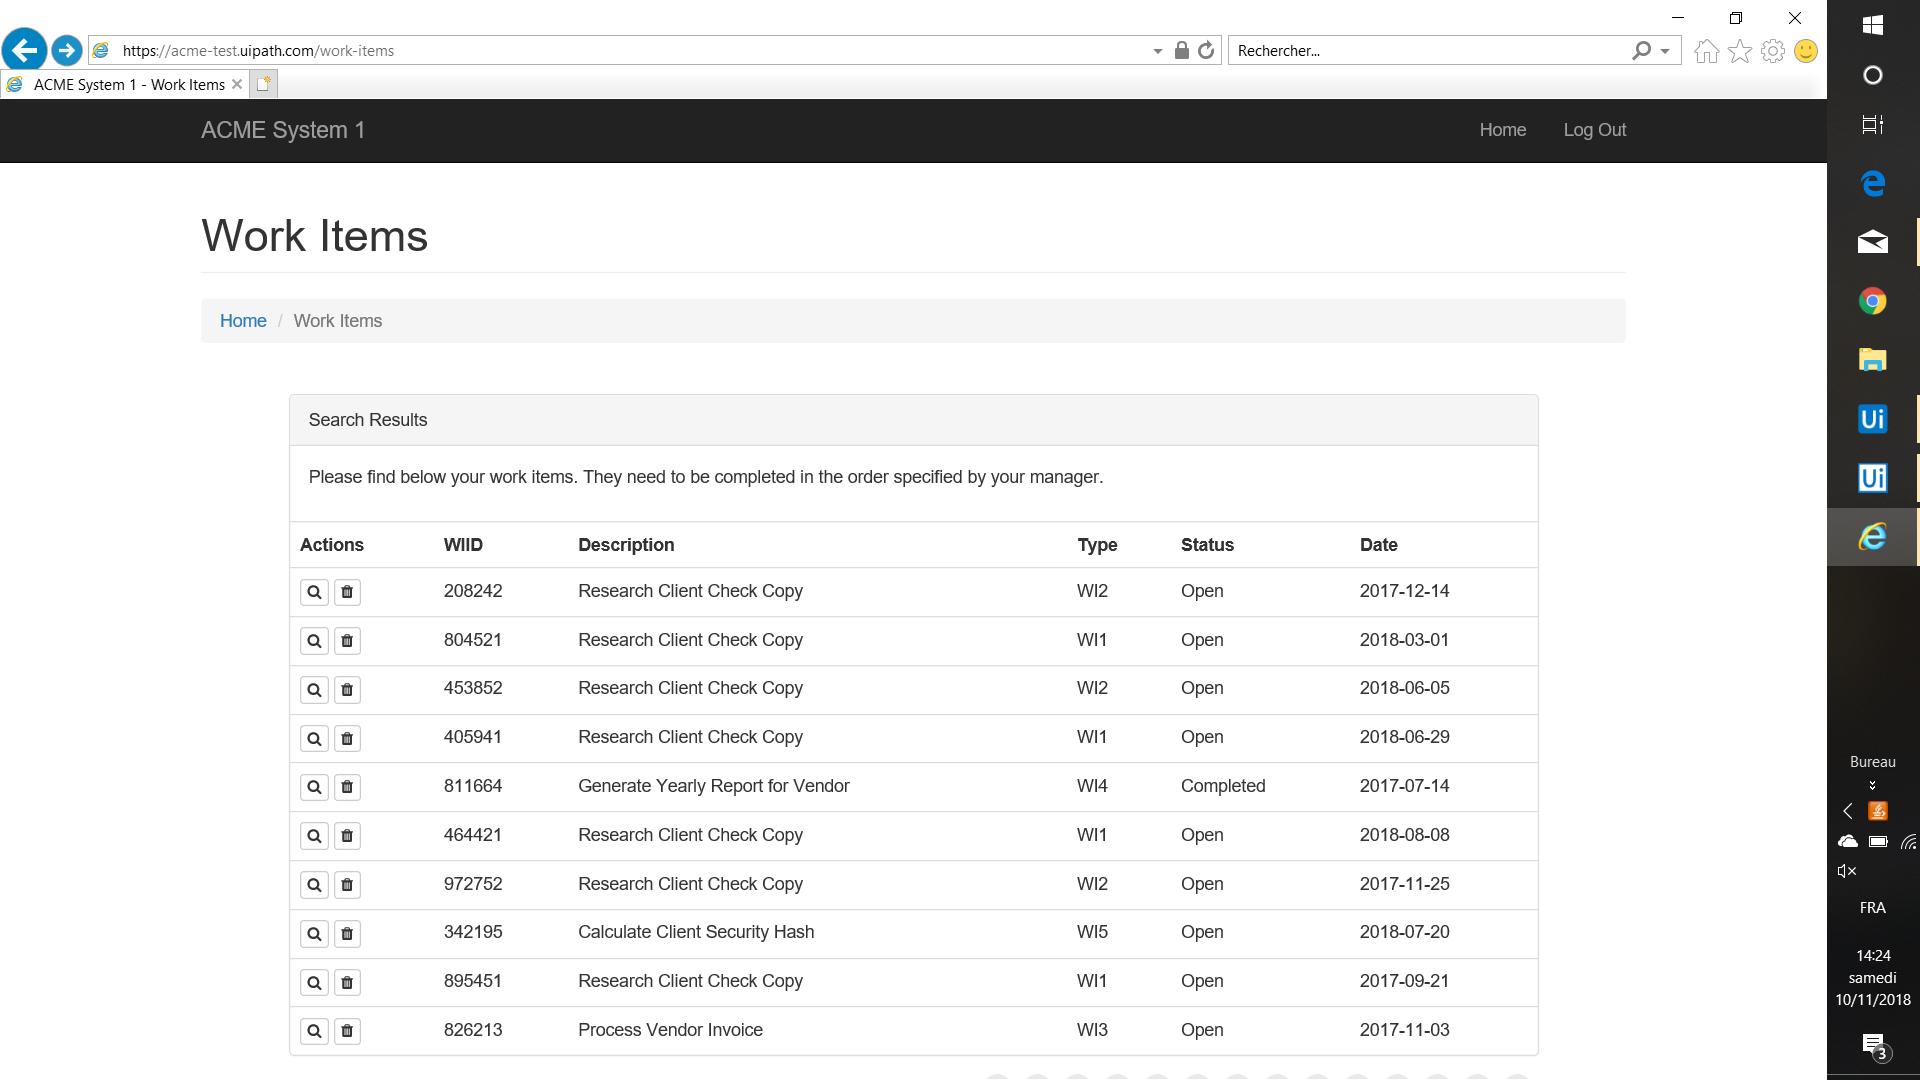 https://acme-test.uipath.com/work-items
Rechercher...
ACME System 1 - Work Items
ACME System 1
Home
Log Out
Work Items
Home / Work Items
Search Results
Please find below your work items. They need to be completed in the order specified by your manager.
Actions WIID Description Type Status Date
208242 Research Client Check Copy WI2 Open 2017-12-14
804521 Research Client Check Copy WI1 Open 2018-03-01
453852 Research Client Check Copy WI2 Open 2018-06-05
405941 Research Client Check Copy WI1 Open 2018-06-29
811664 Generate Yearly Report for Vendor WI4 Completed 2017-07-14
464421 Research Client Check Copy WI1 Open 2018-08-08
972752 Research Client Check Copy WI2 Open 2017-11-25
342195 Calculate Client Security Hash WI5 Open 2018-07-20
895451 Research Client Check Copy WI1 Open 2017-09-21
826213 Process Vendor Invoice WI3 Open 2017-11-03
Ui
Ui
Bureau
FRA
14:24
samedi
10/11/2018
3